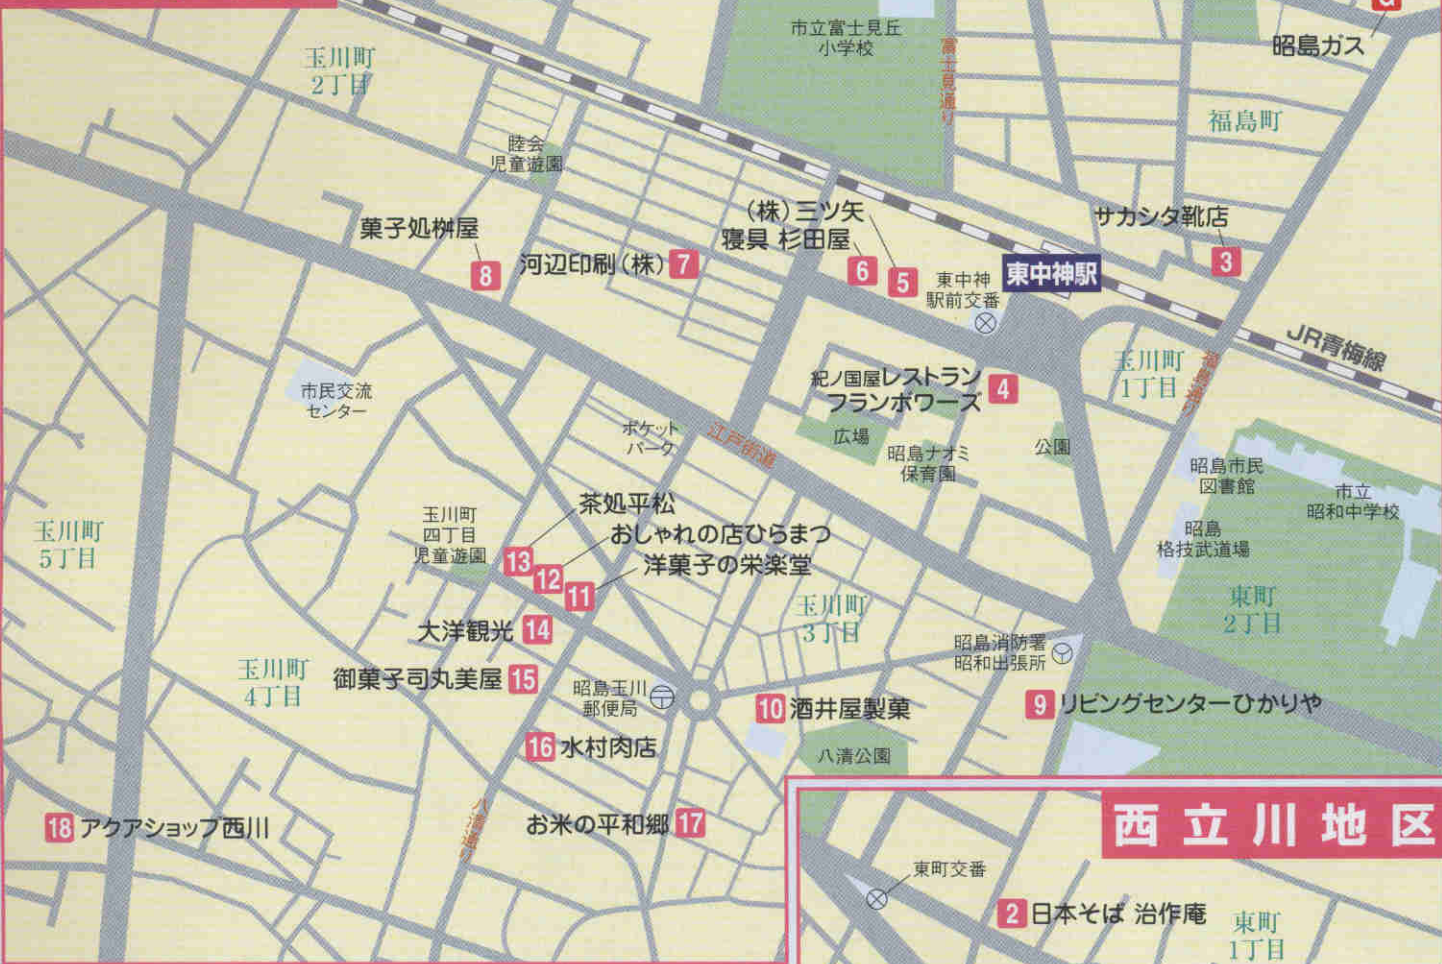 市立富士見丘
小学校
富士見通り
昭島ガス
玉川町
2丁目
福島町
睦会
児童遊園
菓子処桝屋
8
河辺印刷(株)
7
(株)三ツ矢
寝具 杉田屋
6
5
東中神
駅前交番
東中神駅
サカシタ靴店
3
JR青梅線
玉川町
1丁目
福島通り
市民交流
センター
ポケット
パーク
江戸街道
紀ノ国屋レストラン
フランボワーズ
4
広場
昭島ナオミ
保育園
公園
昭島市民
図書館
市立
昭和中学校
昭島
格技武道場
玉川町
5丁目
玉川町
四丁目
児童遊園
茶処平松
13
おしゃれの店ひらまつ
12
洋菓子の栄楽堂
11
大洋観光
14
玉川町
3丁目
東町
2丁目
昭島消防署
昭和出張所
玉川町
4丁目
御菓子司丸美屋
15
昭島玉川
郵便局
10
酒井屋製菓
9
リビングセンターひかりや
16
水村肉店
八清公園
八清通り
18
アクアショップ西川
お米の平和郷
17
西立川地区
東町交番
2
日本そば 治作庵
東町
1丁目